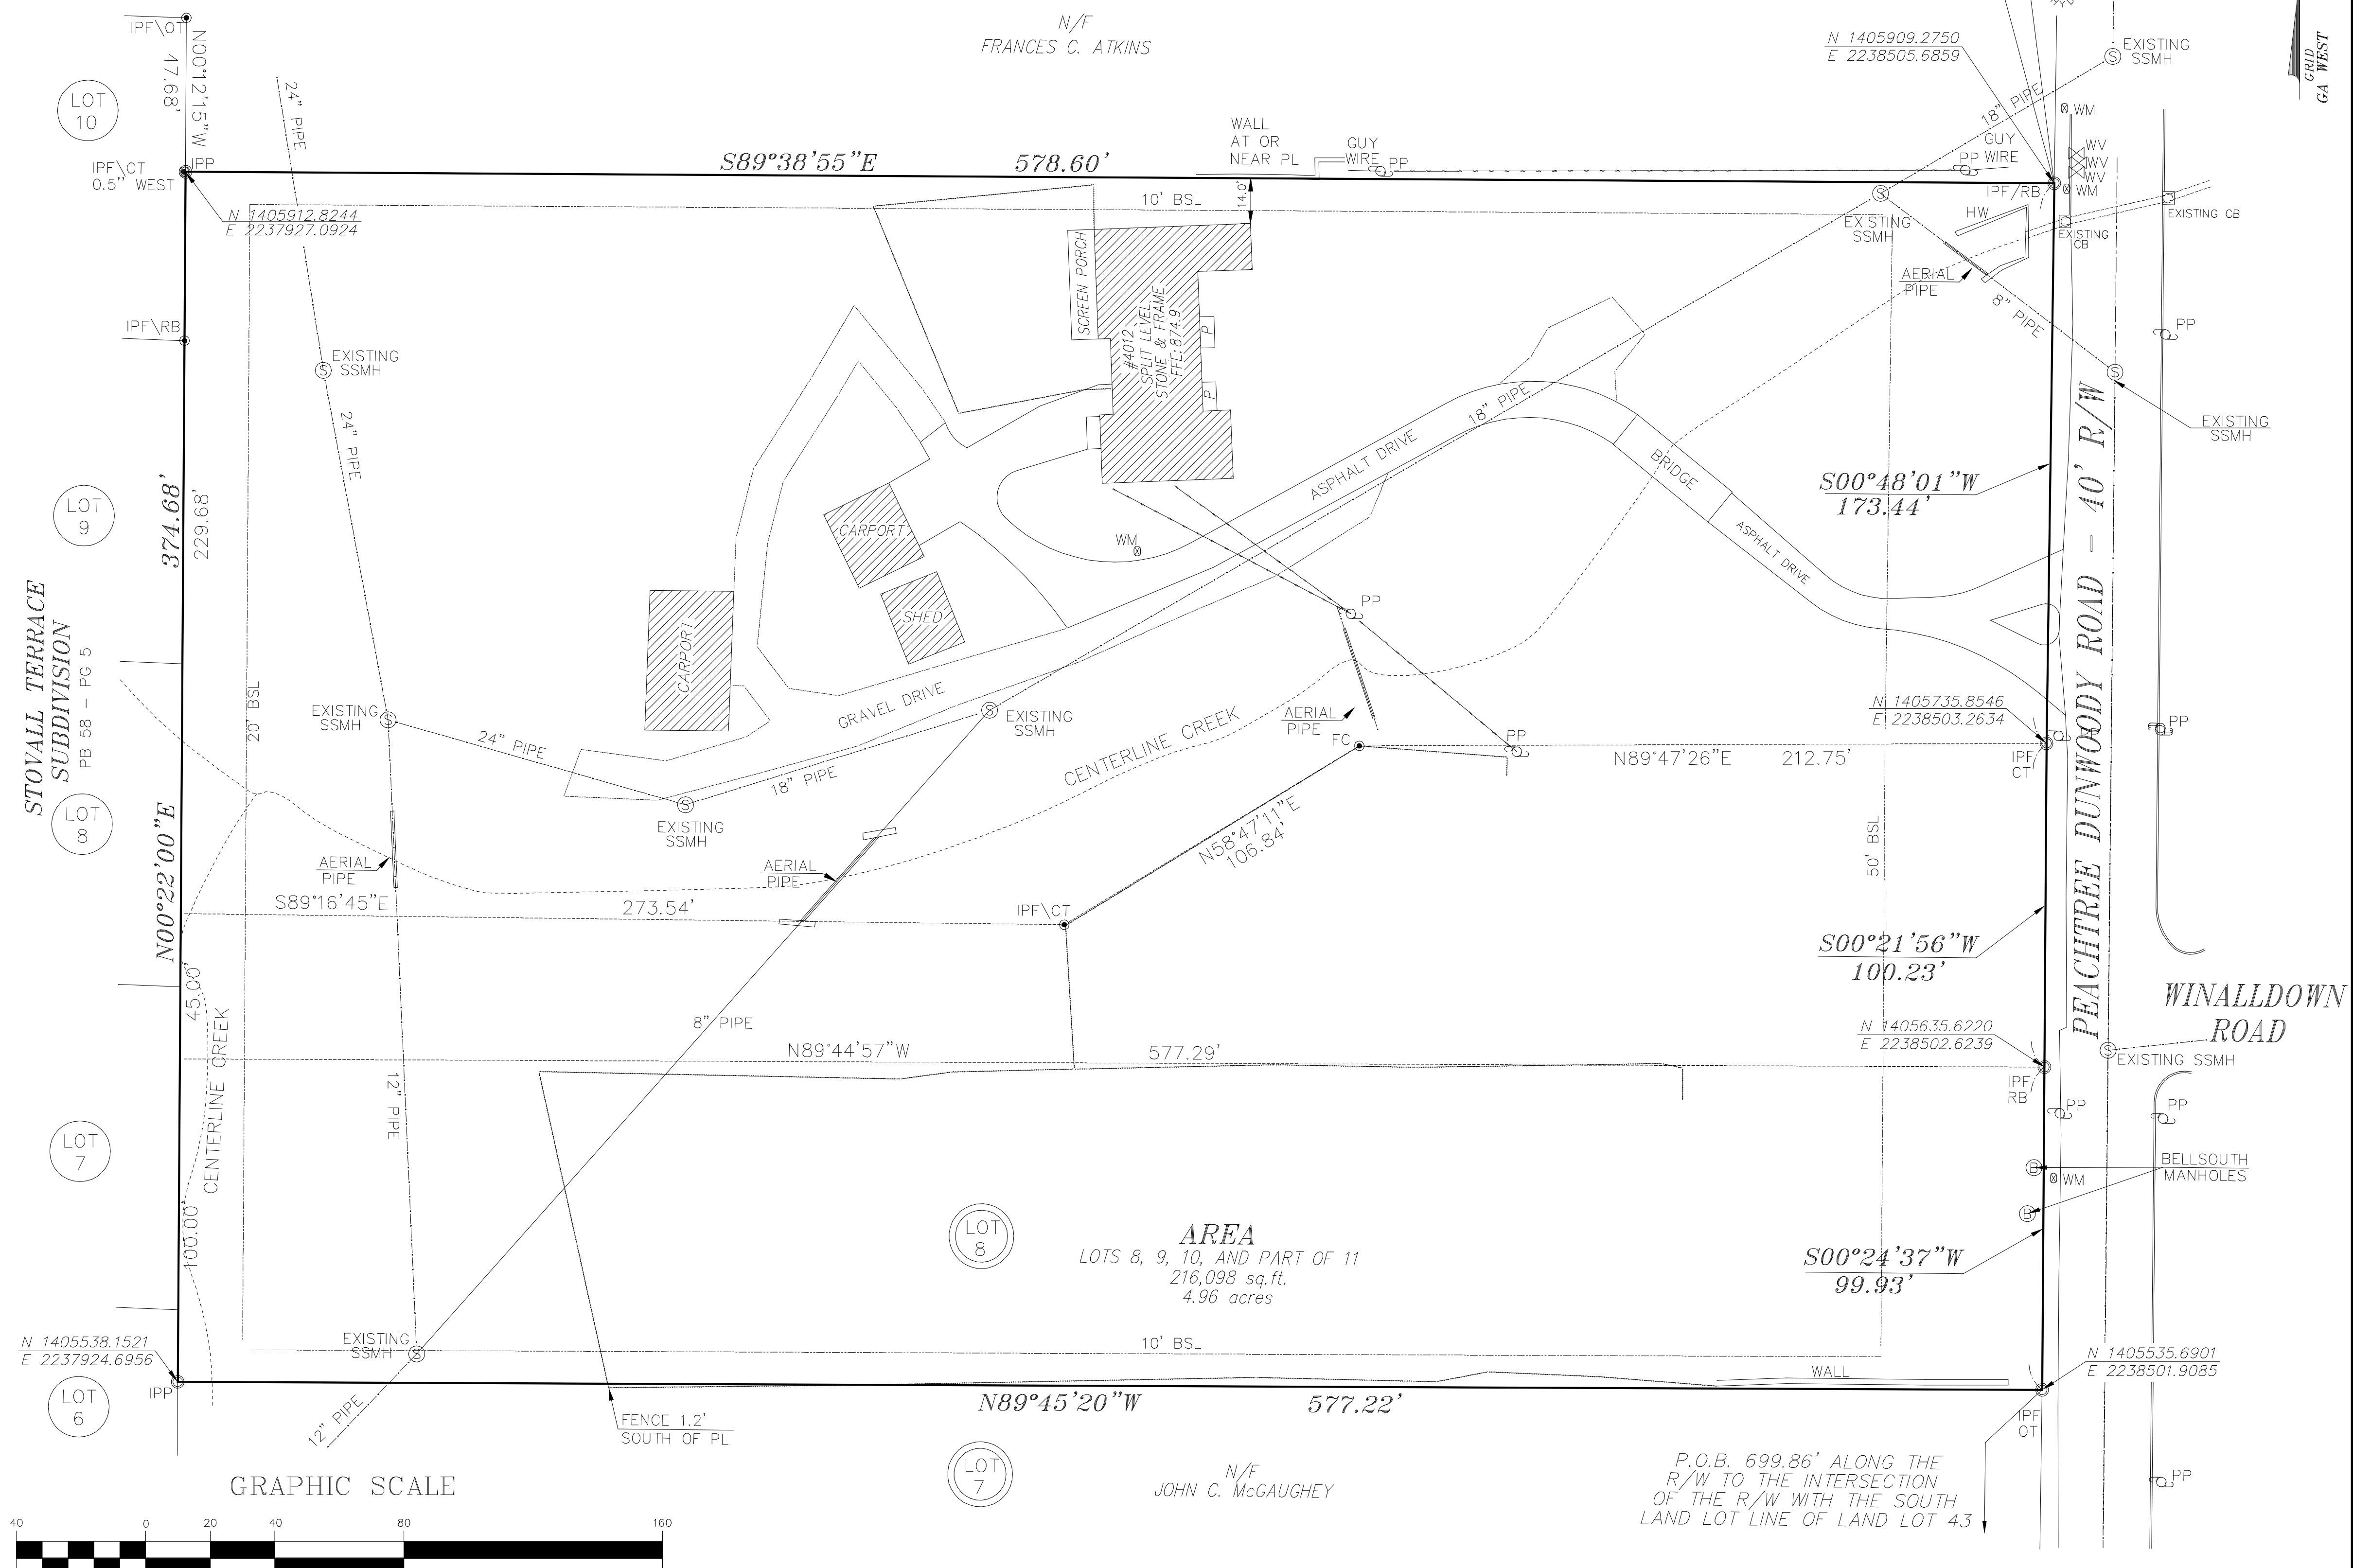 IPF\OT
N00°12'15"W
47.68'
LOT
10
IPF\CT
0.5" WEST
IPP
N 1405912.8244
E 2237927.0924
24" PIPE
N/F
FRANCES C. ATKINS
S89°38'55"E 578.60'
WALL
AT OR
NEAR PL
GUY
WIRE
PP
10' BSL
14.0'
N 1405909.2750
E 2238505.6859
18" PIPE
EXISTING
SSMH
GRID
GA WEST
WM
GUY
WIRE
PP
WV
WV
WV
WM
IPF/RB
EXISTING
SSMH
HW
EXISTING
CB
EXISTING CB
AERIAL
PIPE
8" PIPE
PP
EXISTING
SSMH
IPF\RB
EXISTING
SSMH
24" PIPE
SCREEN PORCH
#4012
SPLIT LEVEL
STONE & FRAME
FFE:874.9
P
P
18" PIPE
ASPHALT DRIVE
BRIDGE
ASPHALT DRIVE
S00°48'01"W
173.44'
PEACHTREE DUNWOODY ROAD - 40' R/W
LOT
9
374.68'
229.68'
STOVALL TERRACE
SUBDIVISION
PB 58 - PG 5
CARPORT
SHED
CARPORT
WM
PP
GRAVEL DRIVE
20' BSL
EXISTING
SSMH
24" PIPE
EXISTING
SSMH
18" PIPE
EXISTING
SSMH
CENTERLINE CREEK
AERIAL
PIPE
FC
PP
N89°47'26"E 212.75'
N 1405735.8546
E 2238503.2634
IPF
CT
PP
PP
LOT
8
N00°22'00"E
AERIAL
PIPE
AERIAL
PIPE
N58°47'11"E
106.84'
50' BSL
S89°16'45"E 273.54'
IPF\CT
S00°21'56"W
100.23'
WINALLDOWN
ROAD
45.00'
CENTERLINE CREEK
8" PIPE
N89°44'57"W 577.29'
N 1405635.6220
E 2238502.6239
EXISTING SSMH
IPF
RB
PP
PP
12" PIPE
LOT
7
100.00'
BELLSOUTH
MANHOLES
WM
LOT
8
AREA
LOTS 8, 9, 10, AND PART OF 11
216,098 sq.ft.
4.96 acres
S00°24'37"W
99.93'
N 1405538.1521
E 2237924.6956
EXISTING
SSMH
10' BSL
WALL
N 1405535.6901
E 2238501.9085
IPP
LOT
6
12" PIPE
FENCE 1.2'
SOUTH OF PL
N89°45'20"W 577.22'
IPF
OT
LOT
7
N/F
JOHN C. McGAUGHEY
P.O.B. 699.86' ALONG THE
R/W TO THE INTERSECTION
OF THE R/W WITH THE SOUTH
LAND LOT LINE OF LAND LOT 43
PP
GRAPHIC SCALE
40 0 20 40 80 160